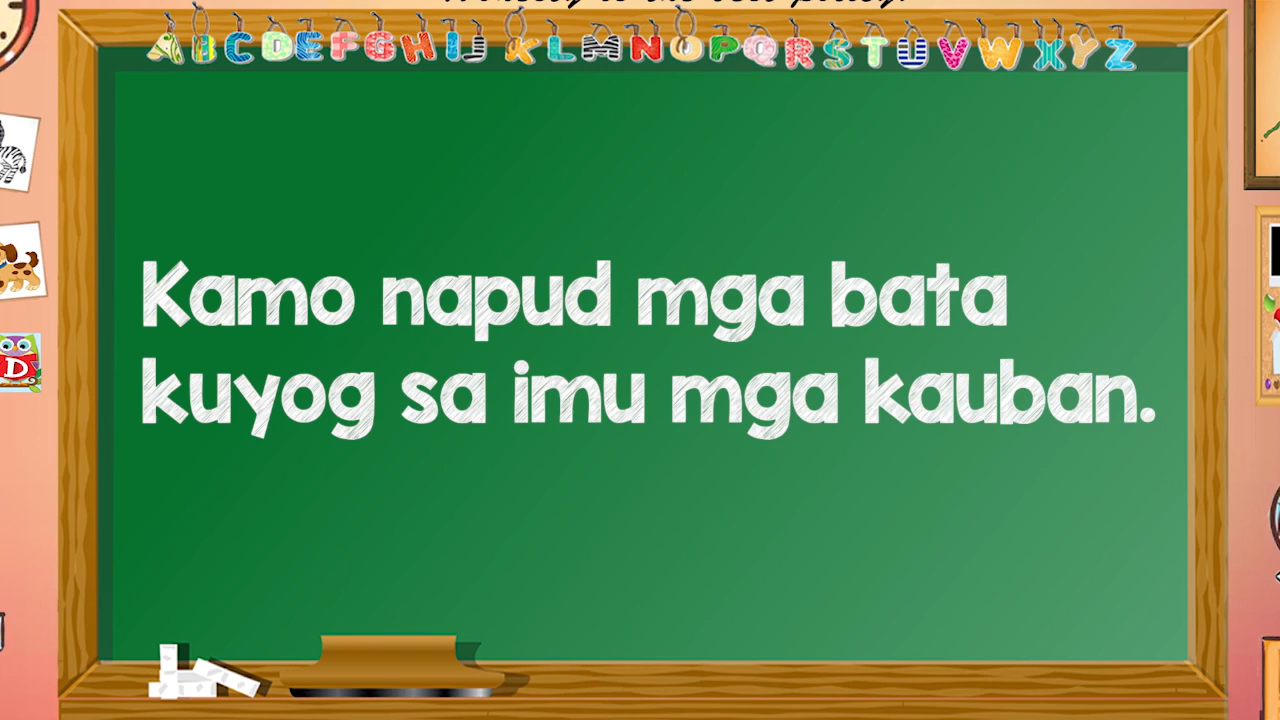 A B C D E F G H I J K L M N O P Q R S T U V W X Y Z
Kamo napud mga bata
kuyog sa imu mga kauban.
D